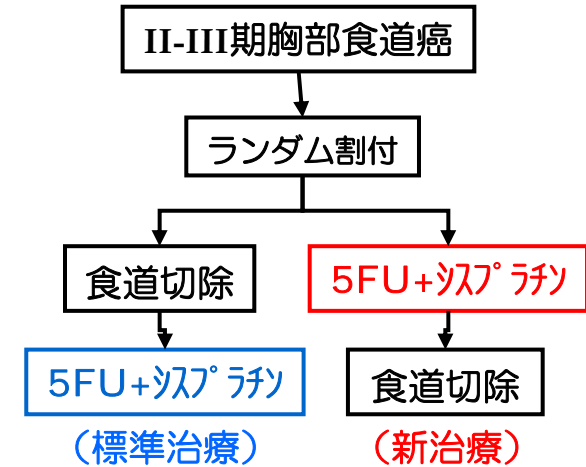 II-III期胸部食道癌
ランダム割付
食道切除
5FU+ｼｽﾌﾟﾗﾁﾝ
5FU+ｼｽﾌﾟﾗﾁﾝ
食道切除
（標準治療）
（新治療）